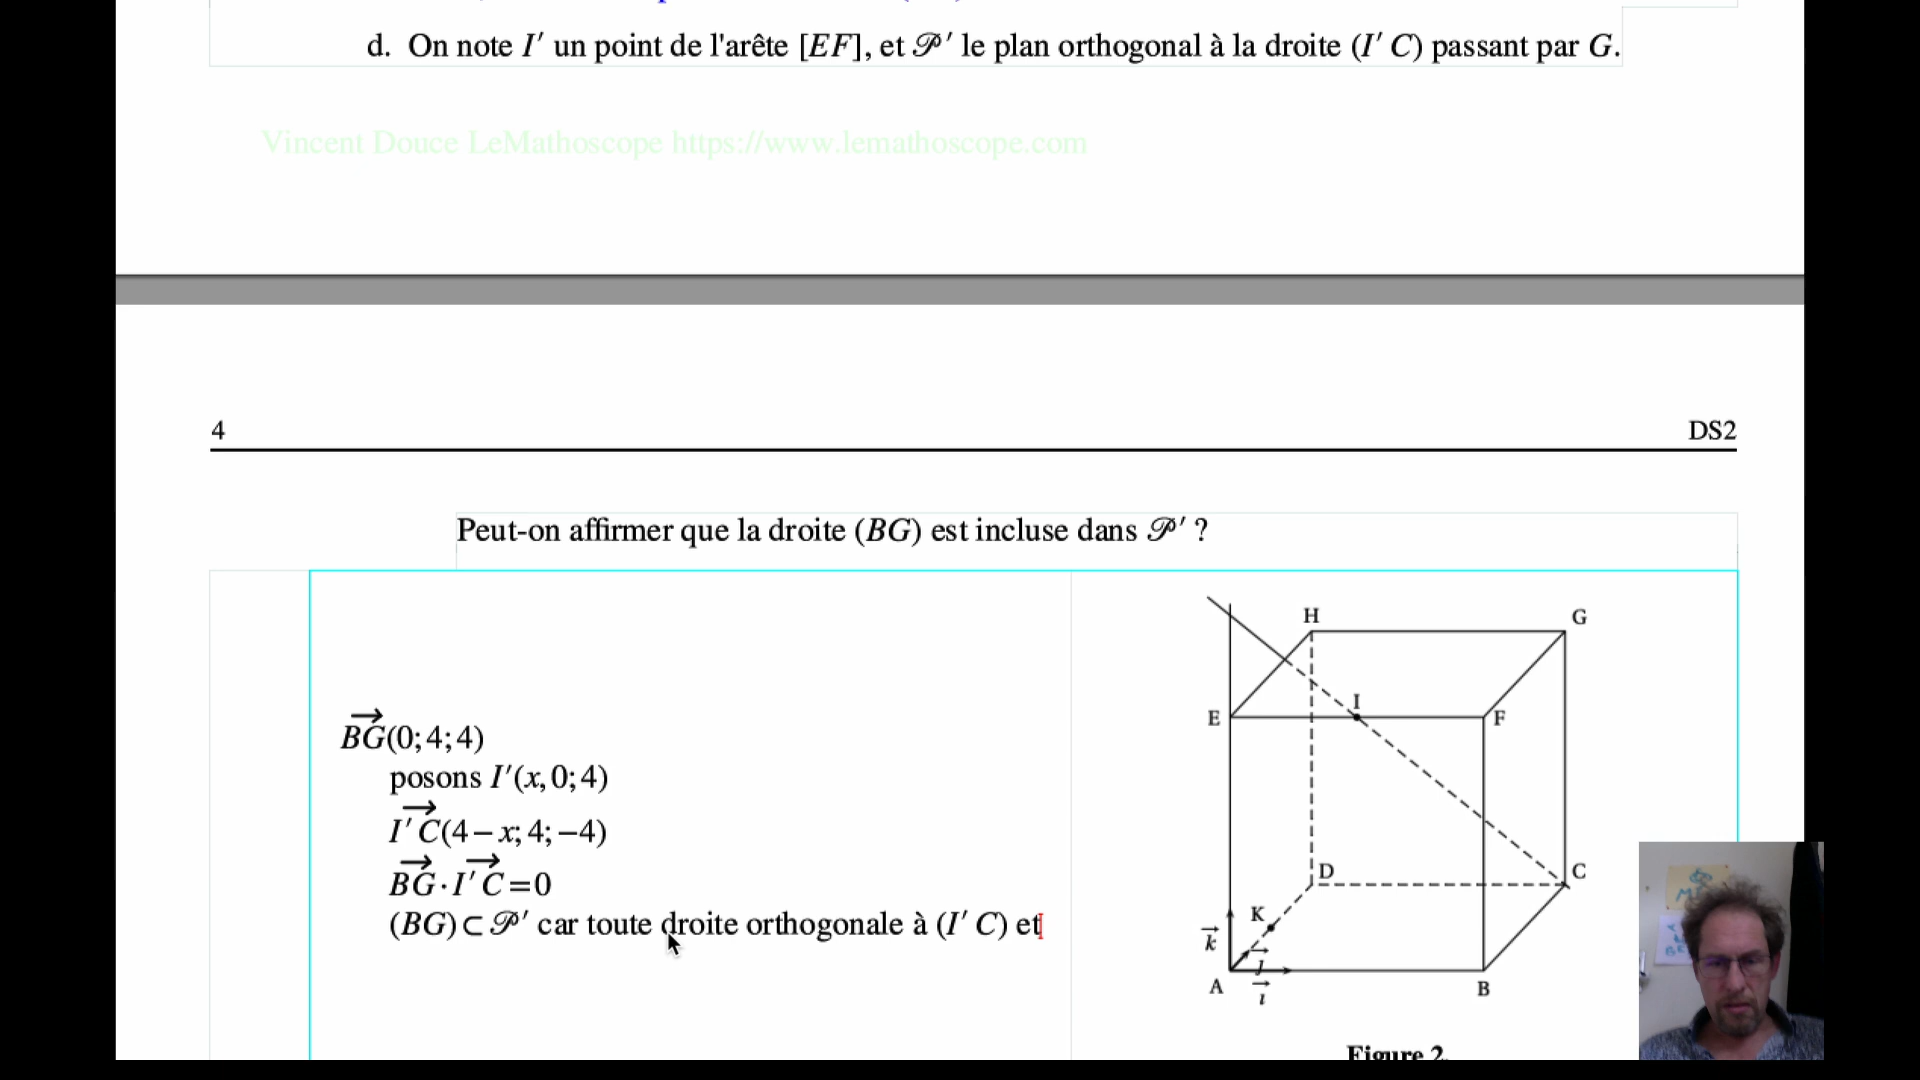 d. On note I′ un point de l'arête [EF], et 𝒫′ le plan orthogonal à la droite (I′ C) passant par G.
Vincent Douce LeMathoscope https://www.lemathoscope.com
4 DS2
Peut-on affirmer que la droite (BG) est incluse dans 𝒫′ ?
BG⃗(0; 4; 4)
posons I′(x, 0; 4)
I′C⃗(4−x; 4; −4)
BG⃗·I′C⃗=0
(BG)⊂𝒫′ car toute droite orthogonale à (I′ C) et
H G
I
E F
D C
K
k⃗
j⃗
A i⃗ B
Figure 2.